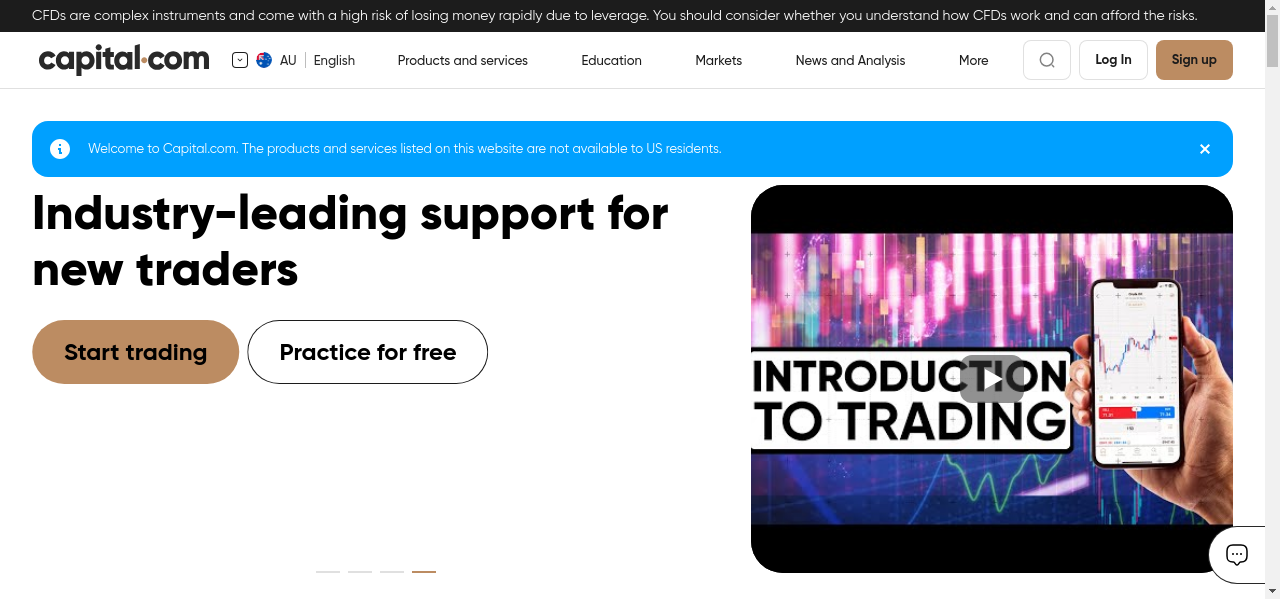 CFDs are complex instruments and come with a high risk of losing money rapidly due to leverage. You should consider whether you understand how CFDs work and can afford the risks.
capital.com AU English Products and services Education Markets News and Analysis More Log In Sign up
Welcome to Capital.com. The products and services listed on this website are not available to US residents.
Industry-leading support for
new traders
Start trading Practice for free
INTRODUCTION
TO TRADING